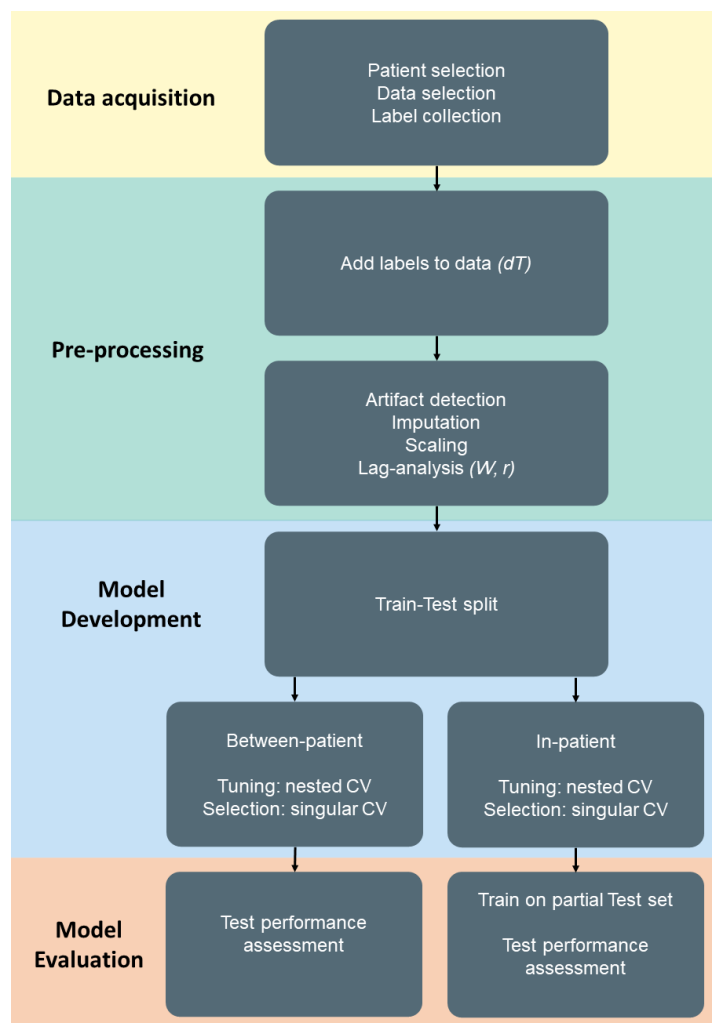 Data acquisition
Patient selection
Data selection
Label collection
Pre-processing
Add labels to data (dT)
Artifact detection
Imputation
Scaling
Lag-analysis (W, r)
Model
Development
Train-Test split
Between-patient
Tuning: nested CV
Selection: singular CV
In-patient
Tuning: nested CV
Selection: singular CV
Model
Evaluation
Test performance
assessment
Train on partial Test set
Test performance
assessment